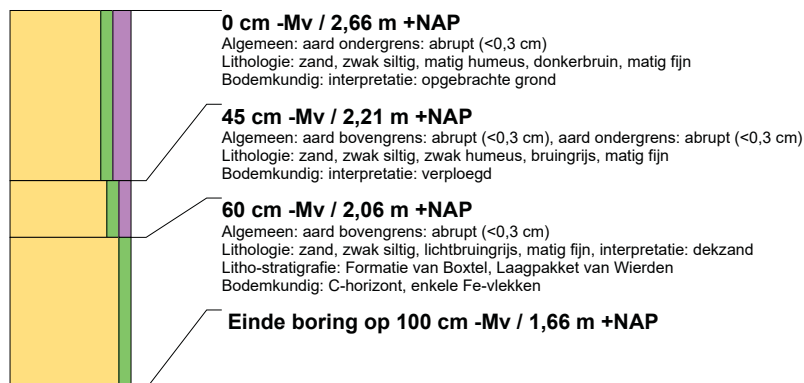 0 cm -Mv / 2,66 m +NAP
Algemeen: aard ondergrens: abrupt (<0,3 cm)
Lithologie: zand, zwak siltig, matig humeus, donkerbruin, matig fijn
Bodemkundig: interpretatie: opgebrachte grond
45 cm -Mv / 2,21 m +NAP
Algemeen: aard bovengrens: abrupt (<0,3 cm), aard ondergrens: abrupt (<0,3 cm)
Lithologie: zand, zwak siltig, zwak humeus, bruingrijs, matig fijn
Bodemkundig: interpretatie: verploegd
60 cm -Mv / 2,06 m +NAP
Algemeen: aard bovengrens: abrupt (<0,3 cm)
Lithologie: zand, zwak siltig, lichtbruingrijs, matig fijn, interpretatie: dekzand
Litho-stratigrafie: Formatie van Boxtel, Laagpakket van Wierden
Bodemkundig: C-horizont, enkele Fe-vlekken
Einde boring op 100 cm -Mv / 1,66 m +NAP